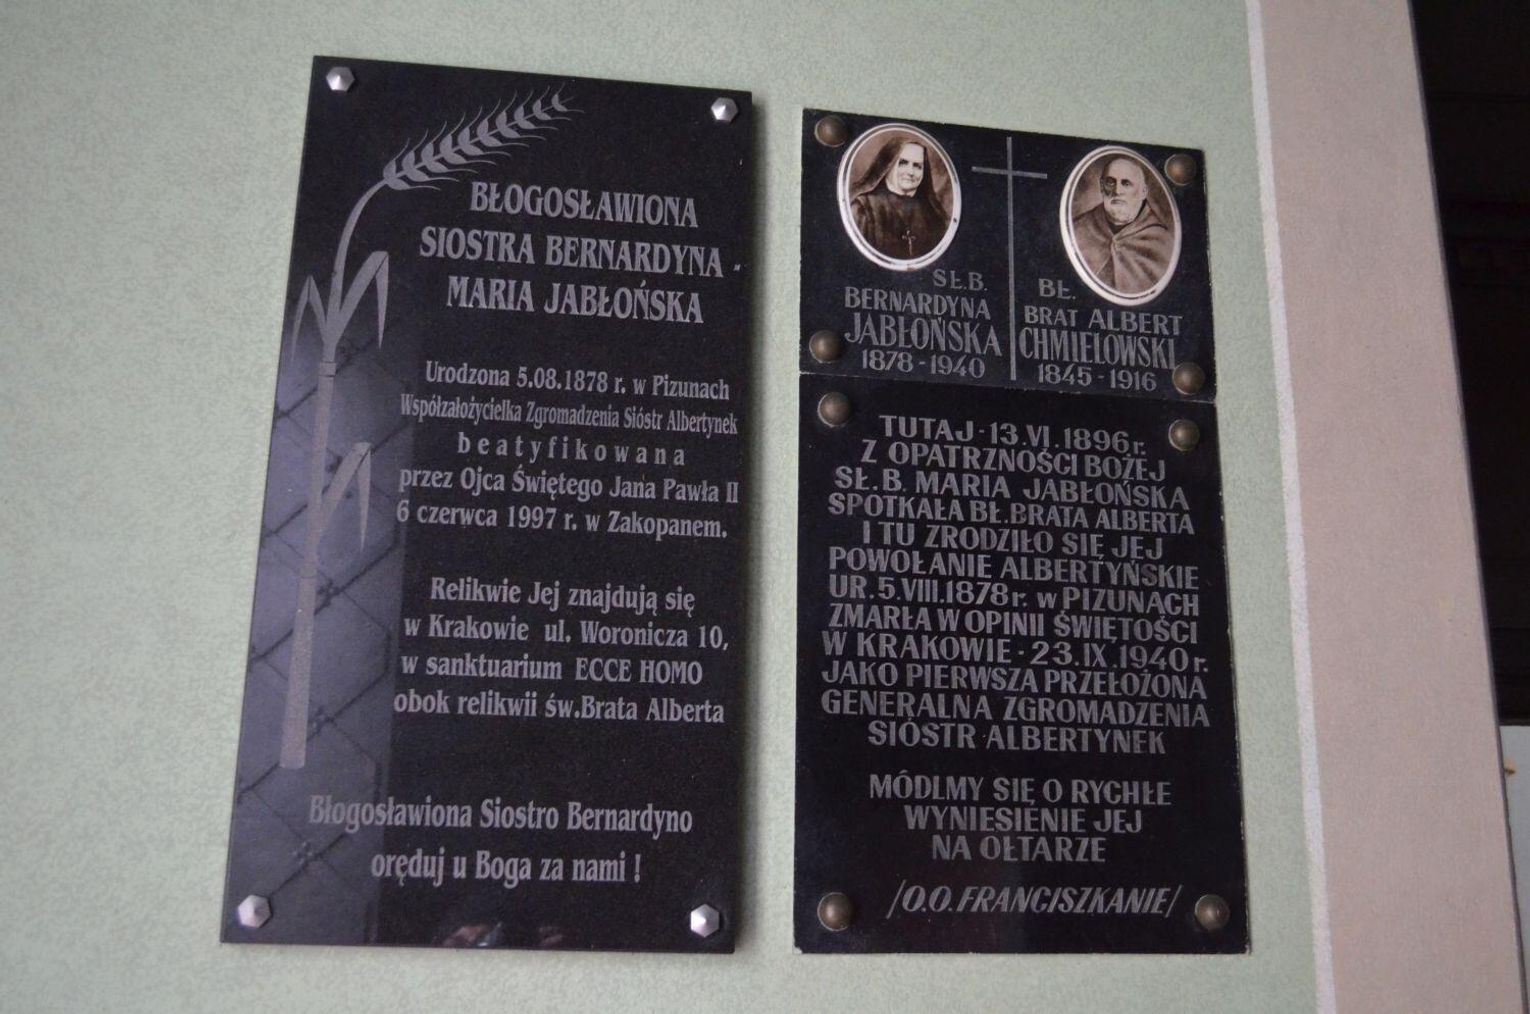 BŁOGOSŁAWIONA
SIOSTRA BERNARDYNA -
MARIA JABŁOŃSKA
Urodzona 5.08.1878 r. w Pizunach
Współzałożycielka Zgromadzenia Sióstr Albertynek
beatyfikowana
przez Ojca Świętego Jana Pawła II
6 czerwca 1997 r. w Zakopanem.
Relikwie Jej znajdują się
w Krakowie ul. Woronicza 10,
w sanktuarium ECCE HOMO
obok relikwii św.Brata Alberta
Błogosławiona Siostro Bernardyno
oręduj u Boga za nami !
SŁ.B.
BERNARDYNA
JABŁOŃSKA
1878-1940
BŁ.
BRAT ALBERT
CHMIELOWSKI
1845-1916
TUTAJ-13.VI.1896r.
Z OPATRZNOŚCI BOŻEJ
SŁ.B. MARIA JABŁOŃSKA
SPOTKAŁA BŁ.BRATA ALBERTA
I TU ZRODZIŁO SIĘ JEJ
POWOŁANIE ALBERTYŃSKIE
UR.5.VIII.1878r. w PIZUNACH
ZMARŁA W OPINII ŚWIĘTOŚCI
W KRAKOWIE-23.IX.1940r.
JAKO PIERWSZA PRZEŁOŻONA
GENERALNA ZGROMADZENIA
SIÓSTR ALBERTYNEK
MÓDLMY SIĘ O RYCHŁE
WYNIESIENIE JEJ
NA OŁTARZE
/O.O. FRANCISZKANIE/